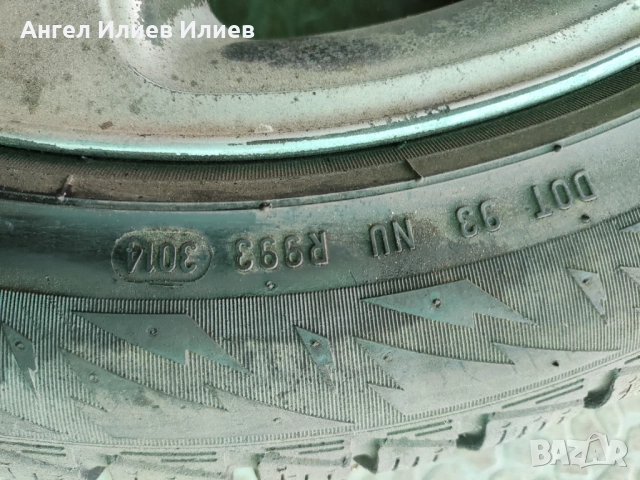 Ангел Илиев Илиев
DOT 93 NU R993 3014
BAZAR